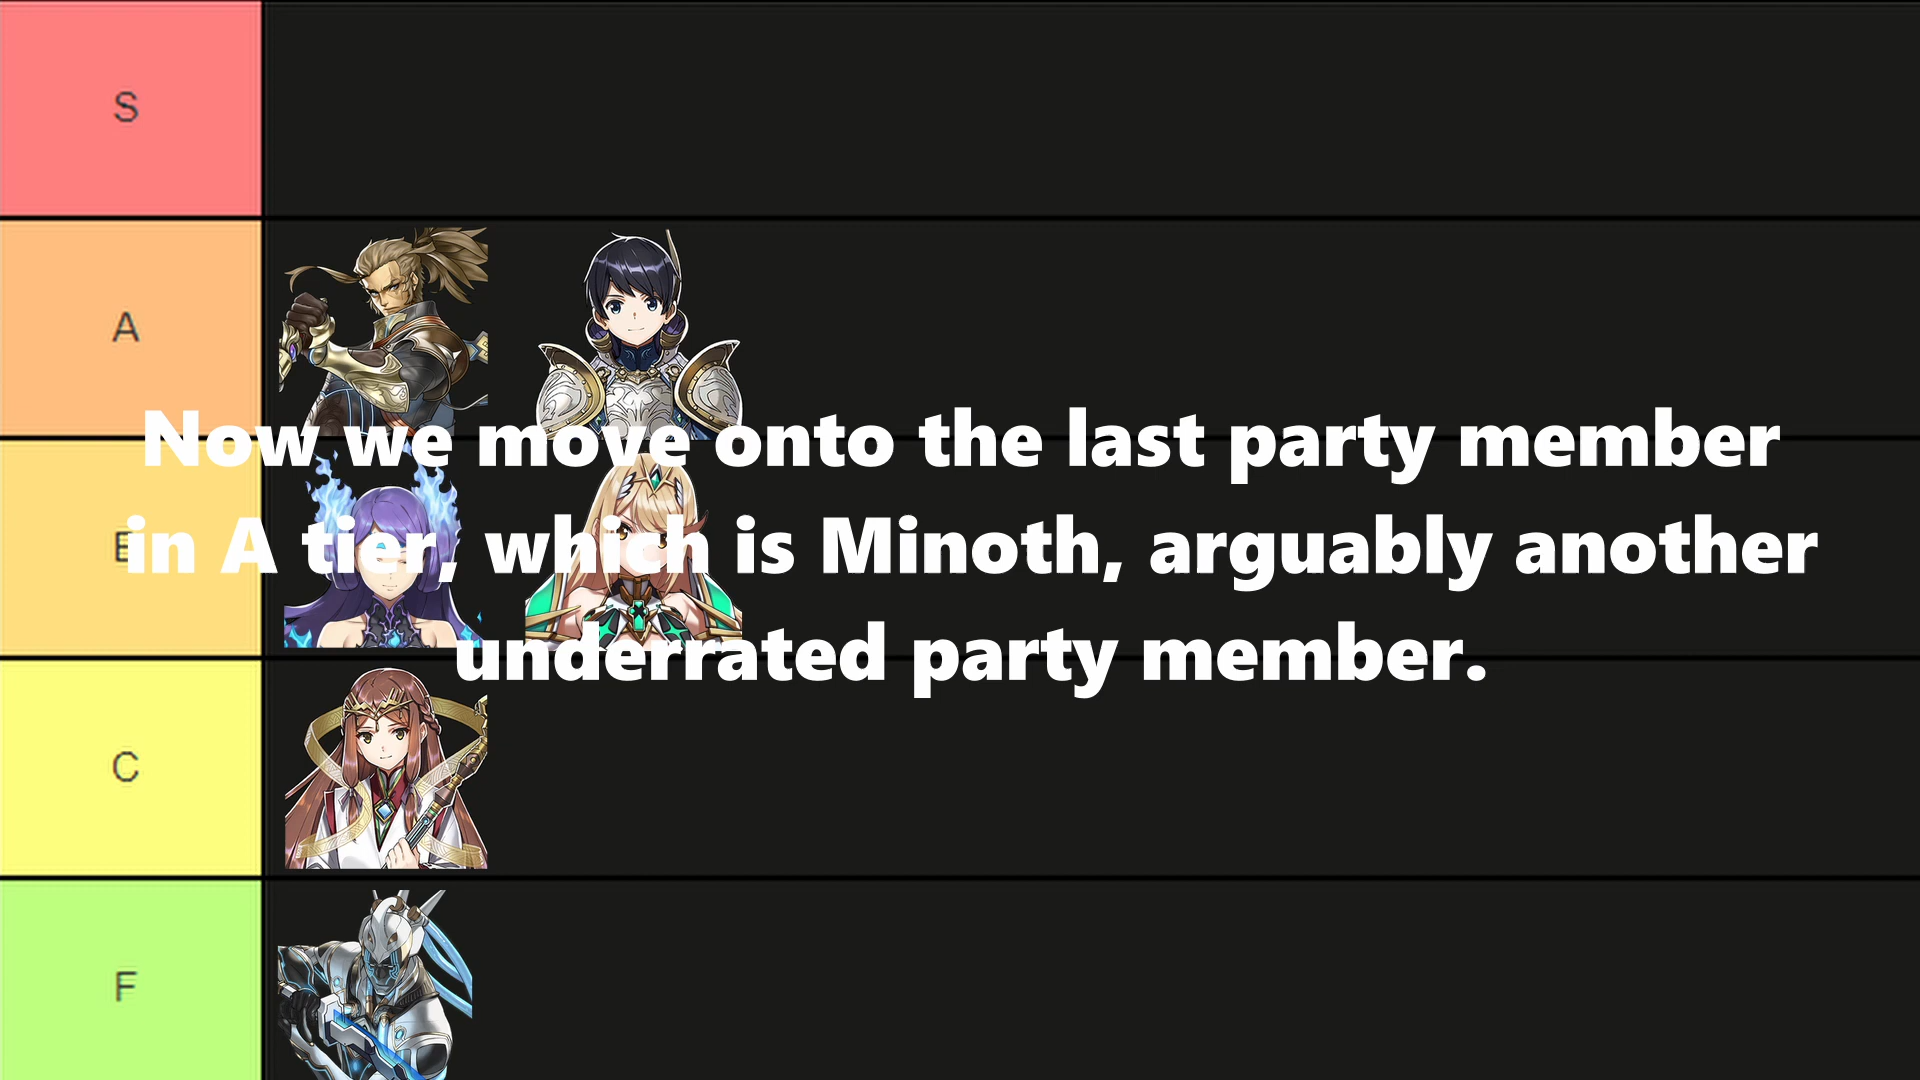 S
A
Now we move onto the last party member
in A tier, which is Minoth, arguably another
underrated party member.
C
F